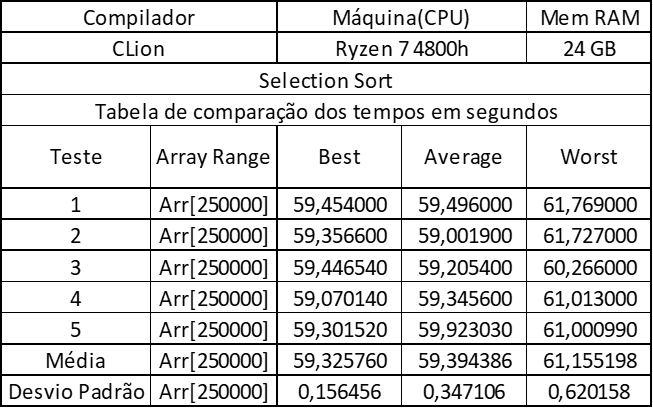 Compilador Máquina(CPU) Mem RAM
CLion Ryzen 7 4800h 24 GB
Selection Sort
Tabela de comparação dos tempos em segundos
Teste Array Range Best Average Worst
1 Arr[250000] 59,454000 59,496000 61,769000
2 Arr[250000] 59,356600 59,001900 61,727000
3 Arr[250000] 59,446540 59,205400 60,266000
4 Arr[250000] 59,070140 59,345600 61,013000
5 Arr[250000] 59,301520 59,923030 61,000990
Média Arr[250000] 59,325760 59,394386 61,155198
Desvio Padrão Arr[250000] 0,156456 0,347106 0,620158